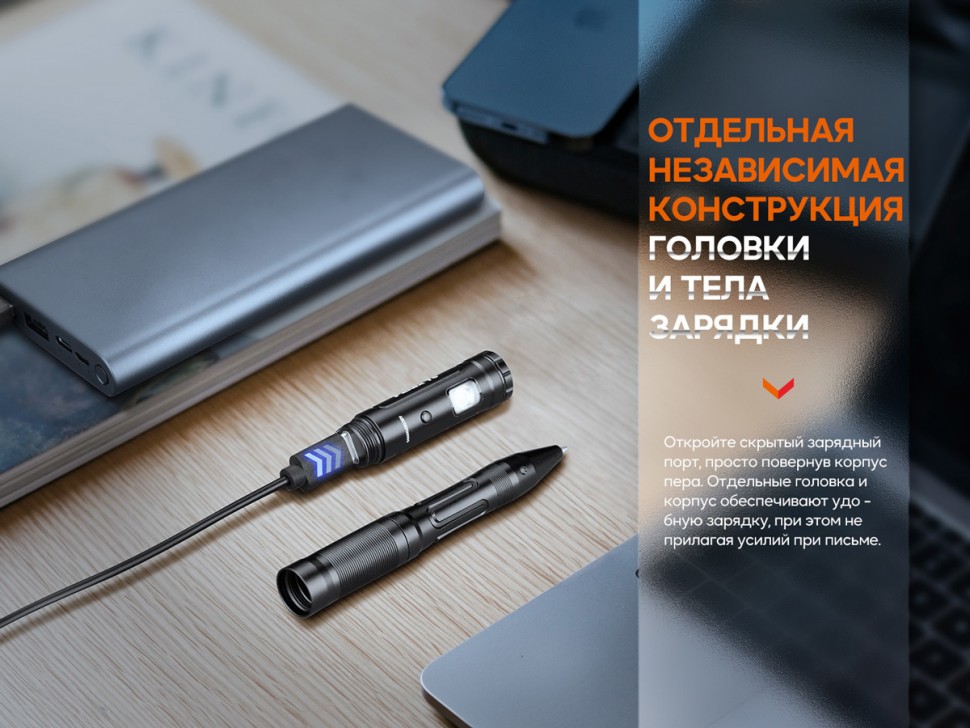 KINF
ОТДЕЛЬНАЯ
НЕЗАВИСИМАЯ
КОНСТРУКЦИЯ
ГОЛОВКИ
И ТЕЛА
ЗАРЯДКИ
Откройте скрытый зарядный
порт, просто повернув корпус
пера. Отдельные головка и
корпус обеспечивают удо -
бную зарядку, при этом не
прилагая усилий при письме.